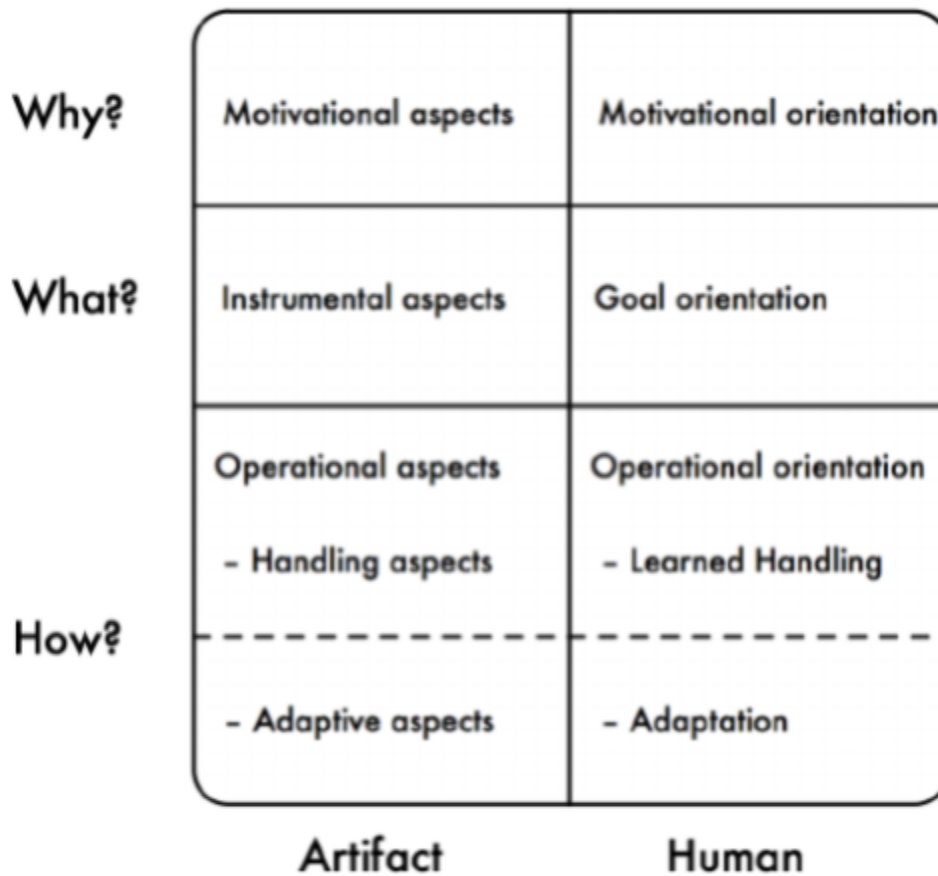 Why?
Motivational aspects
Motivational orientation
What?
Instrumental aspects
Goal orientation
Operational aspects
Operational orientation
– Handling aspects
– Learned Handling
How?
– Adaptive aspects
– Adaptation
Artifact
Human